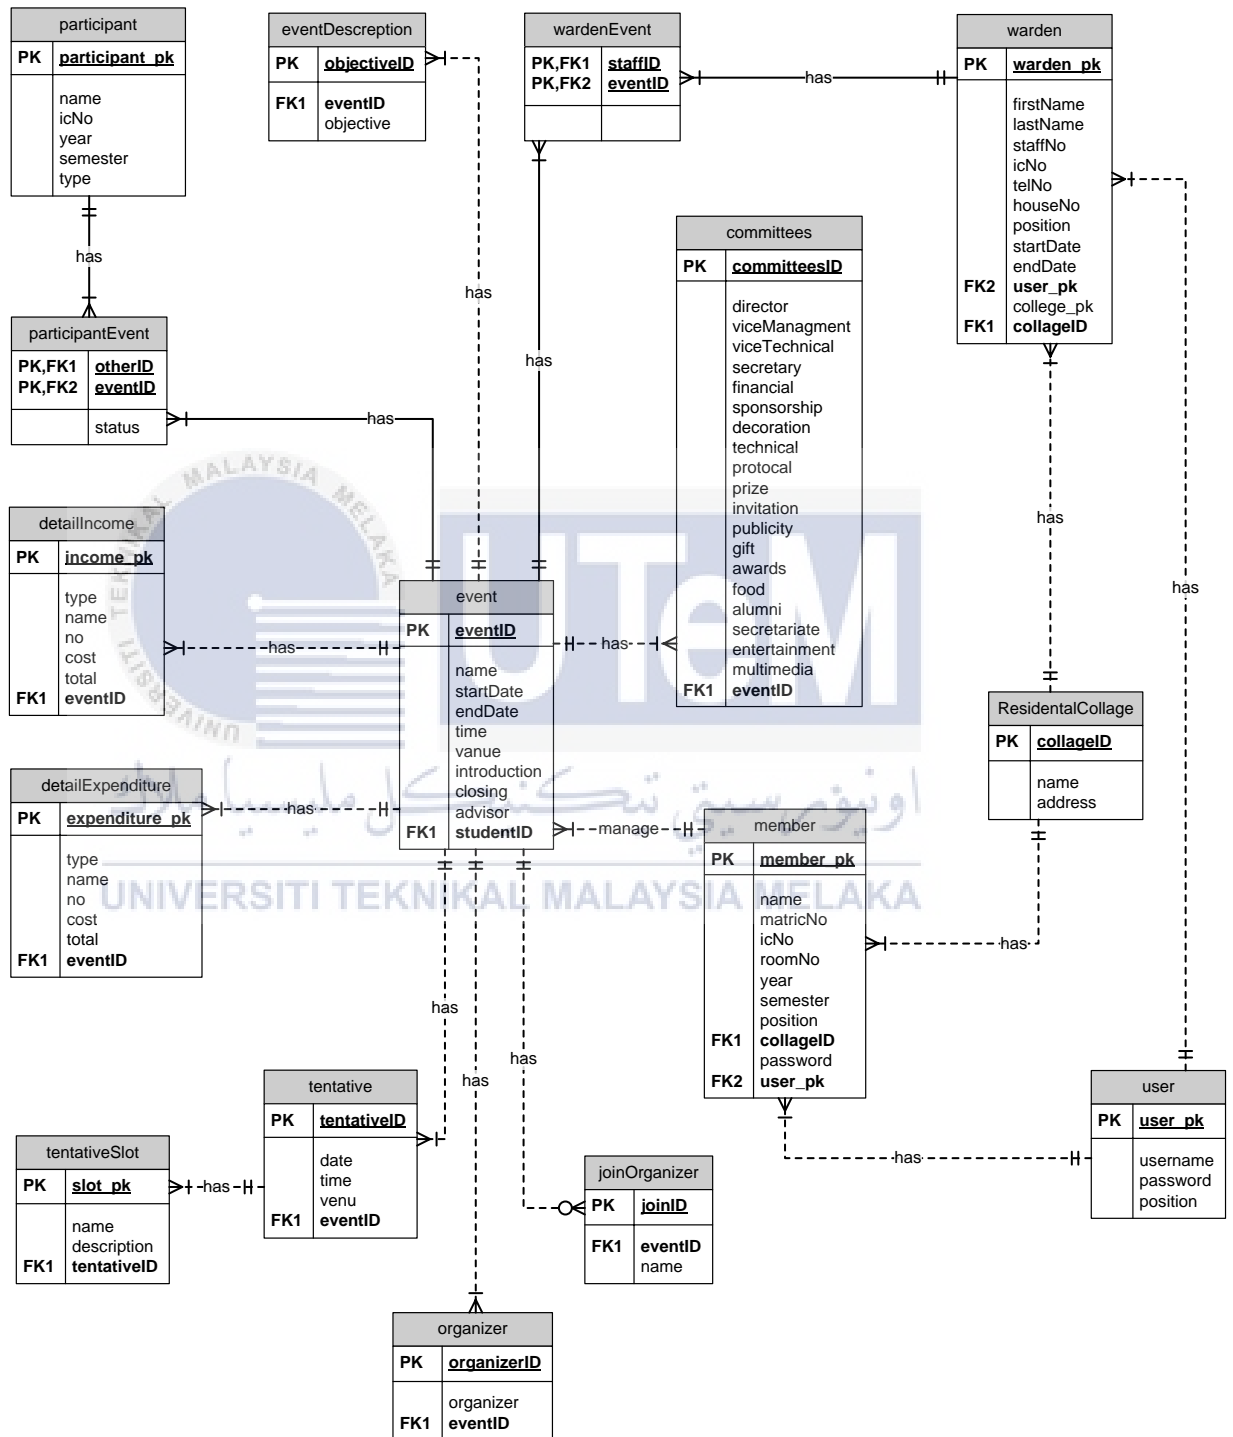 participant
PK participant_pk
name
icNo
year
semester
type
has
participantEvent
PK,FK1 otherID
PK,FK2 eventID
status
has
eventDescreption
PK objectiveID
FK1 eventID
objective
has
wardenEvent
PK,FK1 staffID
PK,FK2 eventID
has
has
warden
PK warden_pk
firstName
lastName
staffNo
icNo
telNo
houseNo
position
startDate
endDate
FK2 user_pk
college_pk
FK1 collageID
has
has
committees
PK committeesID
director
viceManagment
viceTechnical
secretary
financial
sponsorship
decoration
technical
protocal
prize
invitation
publicity
gift
awards
food
alumni
secretariate
entertainment
multimedia
FK1 eventID
has
detailIncome
PK income_pk
type
name
no
cost
total
FK1 eventID
has
event
PK eventID
name
startDate
endDate
time
vanue
introduction
closing
advisor
FK1 studentID
manage
detailExpenditure
PK expenditure_pk
type
name
no
cost
total
FK1 eventID
has
ResidentalCollage
PK collageID
name
address
has
member
PK member_pk
name
matricNo
icNo
roomNo
year
semester
position
FK1 collageID
password
FK2 user_pk
has
user
PK user_pk
username
password
position
has
has
has
tentative
PK tentativeID
date
time
venu
FK1 eventID
has
tentativeSlot
PK slot_pk
name
description
FK1 tentativeID
joinOrganizer
PK joinID
FK1 eventID
name
organizer
PK organizerID
organizer
FK1 eventID
UNIVERSITI TEKNIKAL MALAYSIA MELAKA
UTeM
اونيۏرسيتي تيكنيكل مليسيا ملاك
UNIVERSITI TEKNIKAL MALAYSIA MELAKA